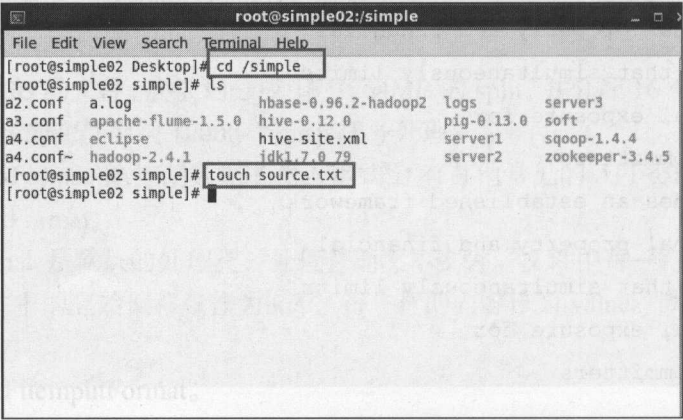 root@simple02:/simple
File Edit View Search Terminal Help
[root@simple02 Desktop]# cd /simple
[root@simple02 simple]# ls
a2.conf a.log hbase-0.96.2-hadoop2 logs server3
a3.conf apache-flume-1.5.0 hive-0.12.0 pig-0.13.0 soft
a4.conf eclipse hive-site.xml server1 sqoop-1.4.4
a4.conf~ hadoop-2.4.1 jdk1.7.0_79 server2 zookeeper-3.4.5
[root@simple02 simple]# touch source.txt
[root@simple02 simple]#